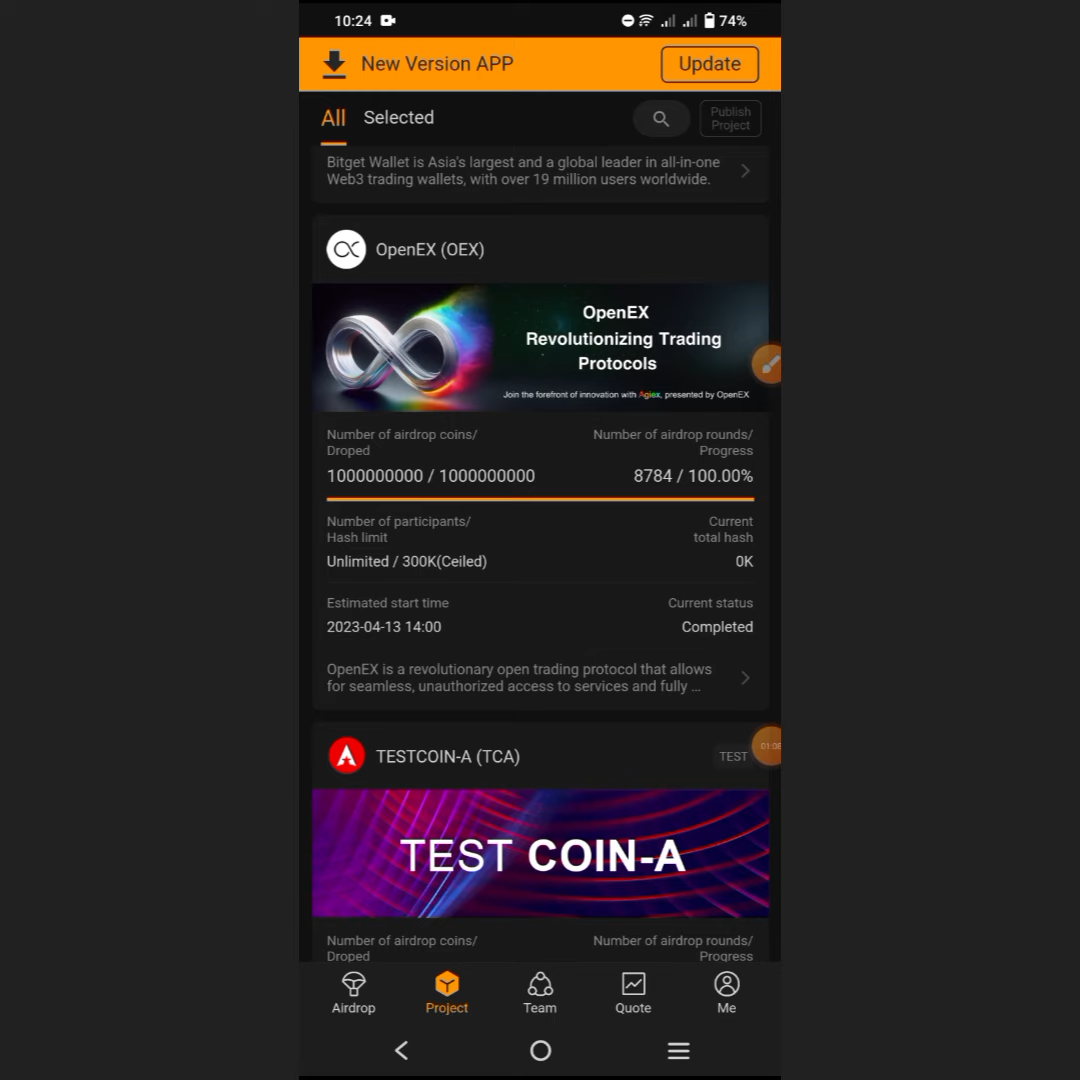 10:24
74%
New Version APP
Update
All
Selected
Publish
Project
Bitget Wallet is Asia's largest and a global leader in all-in-one
Web3 trading wallets, with over 19 million users worldwide.
OpenEX (OEX)
OpenEX
Revolutionizing Trading
Protocols
Join the forefront of innovation with Agiex, presented by OpenEX
Number of airdrop coins/
Droped
Number of airdrop rounds/
Progress
1000000000 / 1000000000
8784 / 100.00%
Number of participants/
Hash limit
Current
total hash
Unlimited / 300K(Ceiled)
0K
Estimated start time
Current status
2023-04-13 14:00
Completed
OpenEX is a revolutionary open trading protocol that allows
for seamless, unauthorized access to services and fully ...
TESTCOIN-A (TCA)
TEST
TEST COIN-A
Number of airdrop coins/
Droped
Number of airdrop rounds/
Progress
Airdrop
Project
Team
Quote
Me